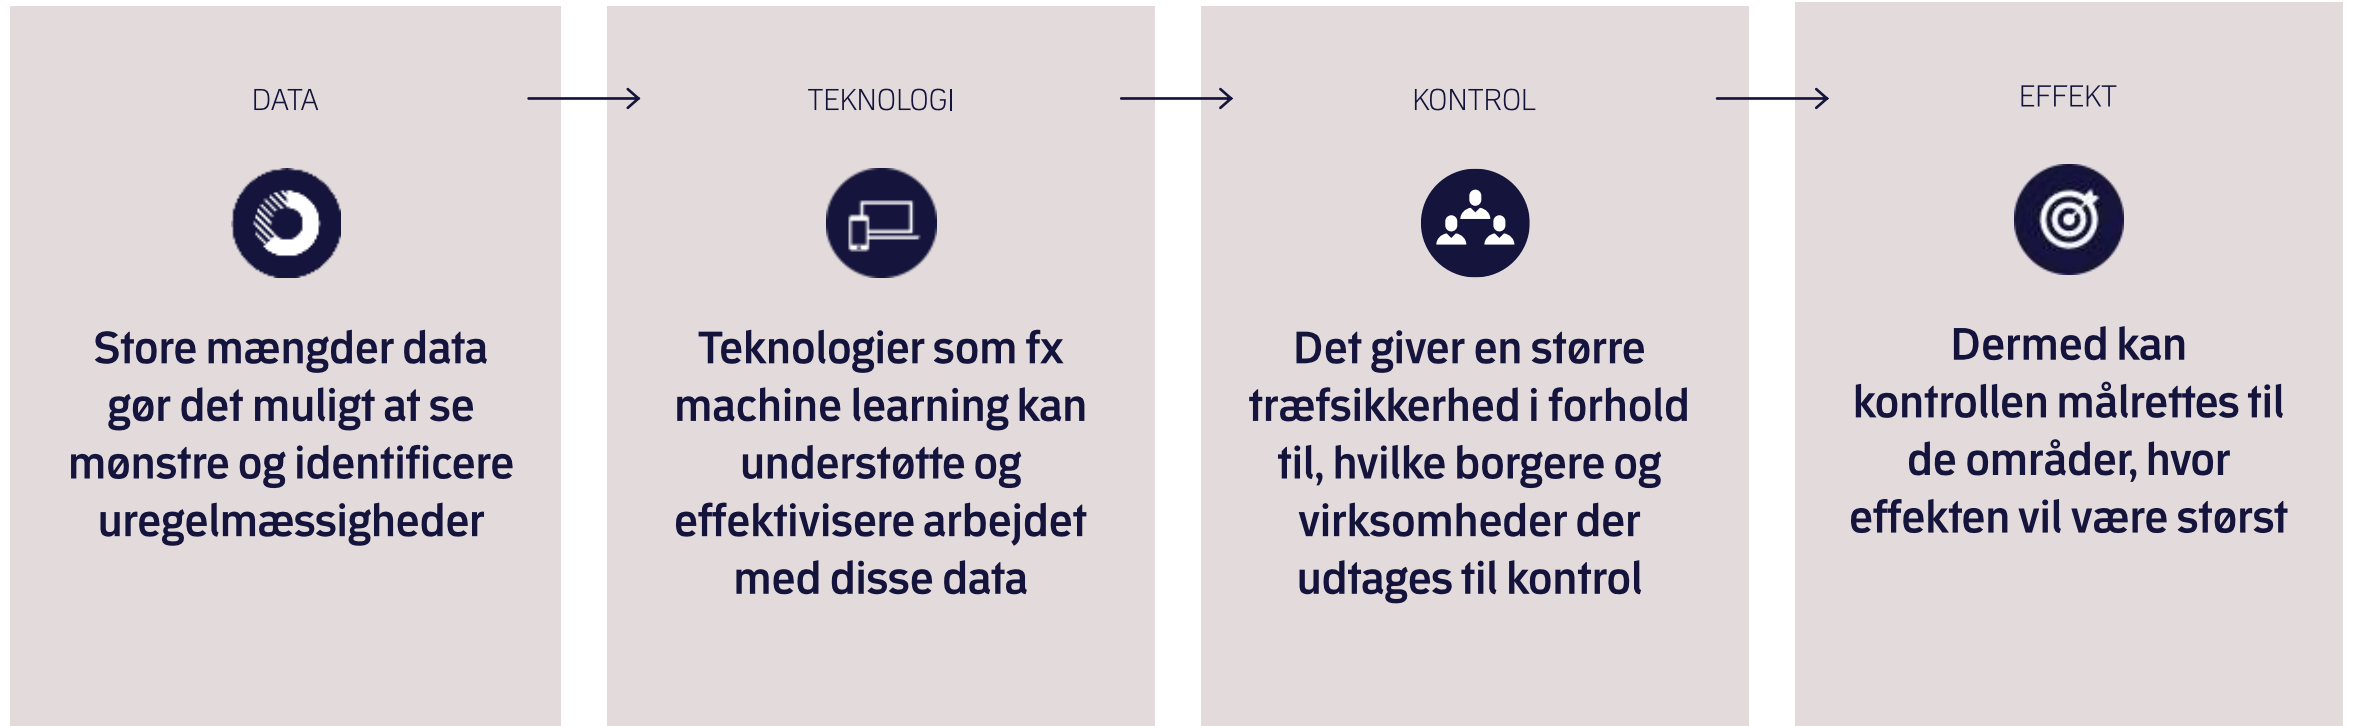 DATA
Store mængder data
gør det muligt at se
mønstre og identificere
uregelmæssigheder
TEKNOLOGI
Teknologier som fx
machine learning kan
understøtte og
effektivisere arbejdet
med disse data
KONTROL
Det giver en større
træfsikkerhed i forhold
til, hvilke borgere og
virksomheder der
udtages til kontrol
EFFEKT
Dermed kan
kontrollen målrettes til
de områder, hvor
effekten vil være størst